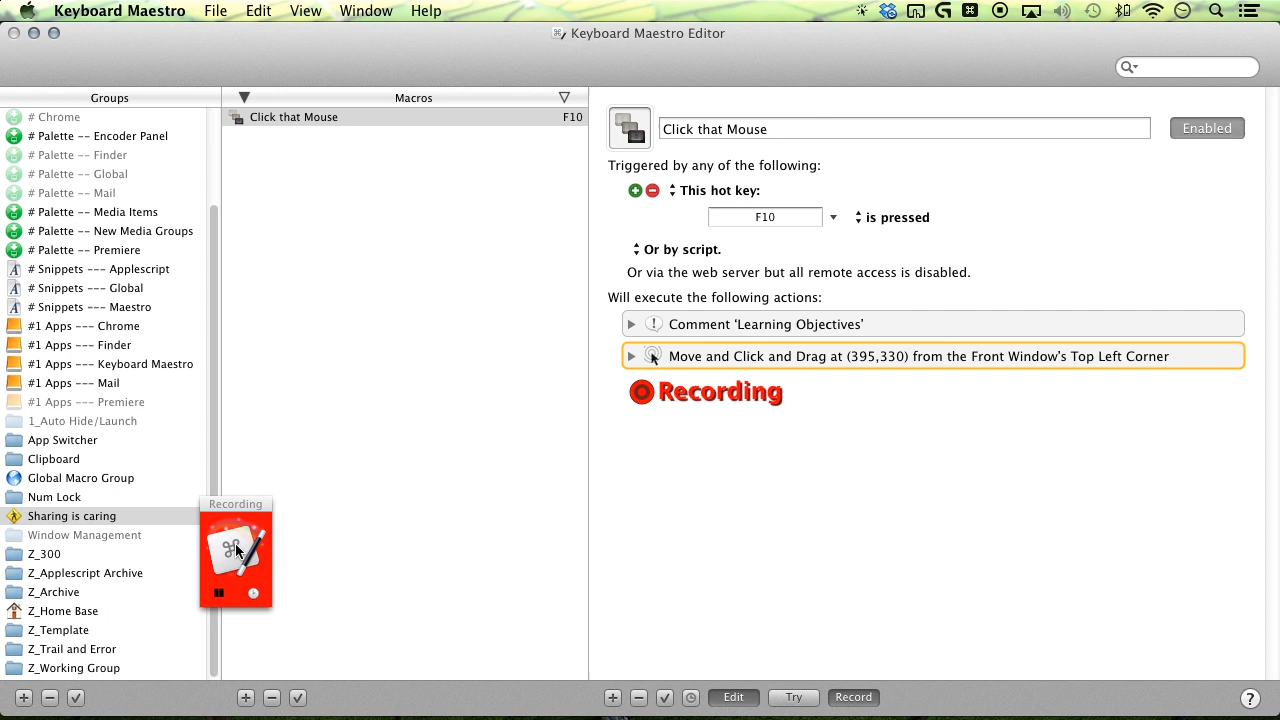 Keyboard Maestro File Edit View Window Help
Keyboard Maestro Editor
Groups
Macros
# Chrome
# Palette -- Encoder Panel
# Palette -- Finder
# Palette -- Global
# Palette -- Mail
# Palette -- Media Items
# Palette -- New Media Groups
# Palette -- Premiere
# Snippets --- Applescript
# Snippets --- Global
# Snippets --- Maestro
#1 Apps --- Chrome
#1 Apps --- Finder
#1 Apps --- Keyboard Maestro
#1 Apps --- Mail
#1 Apps --- Premiere
1_Auto Hide/Launch
App Switcher
Clipboard
Global Macro Group
Num Lock
Sharing is caring
Window Management
Z_300
Z_Applescript Archive
Z_Archive
Z_Home Base
Z_Template
Z_Trail and Error
Z_Working Group
Click that Mouse F10
Recording
Click that Mouse
Enabled
Triggered by any of the following:
This hot key:
F10 is pressed
Or by script.
Or via the web server but all remote access is disabled.
Will execute the following actions:
Comment ‘Learning Objectives’
Move and Click and Drag at (395,330) from the Front Window’s Top Left Corner
Recording
Edit Try Record
?